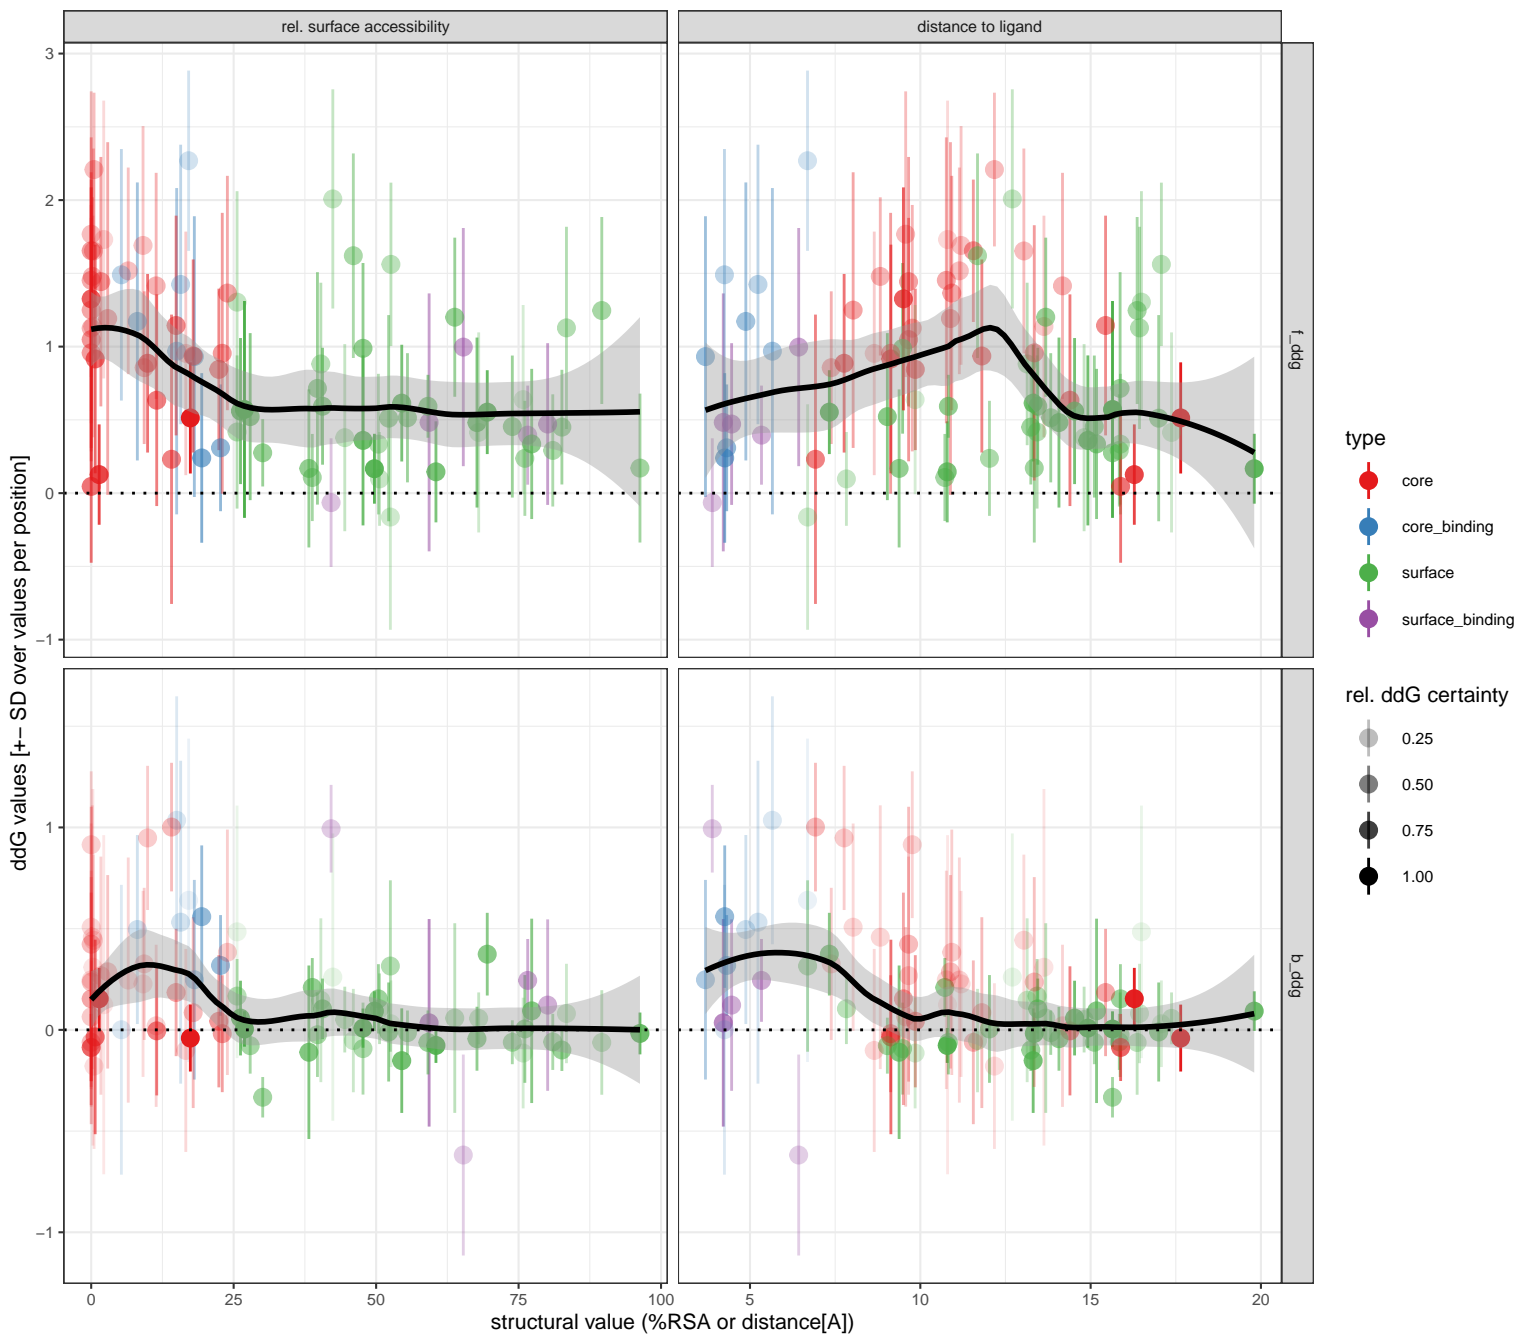 rel. surface accessibility
distance to ligand
3
2
1
0
−1
f_ddg
1
0
−1
b_ddg
0
25
50
75
100
5
10
15
20
structural value (%RSA or distance[A])
ddG values [+− SD over values per position]
type
core
core_binding
surface
surface_binding
rel. ddG certainty
0.25
0.50
0.75
1.00